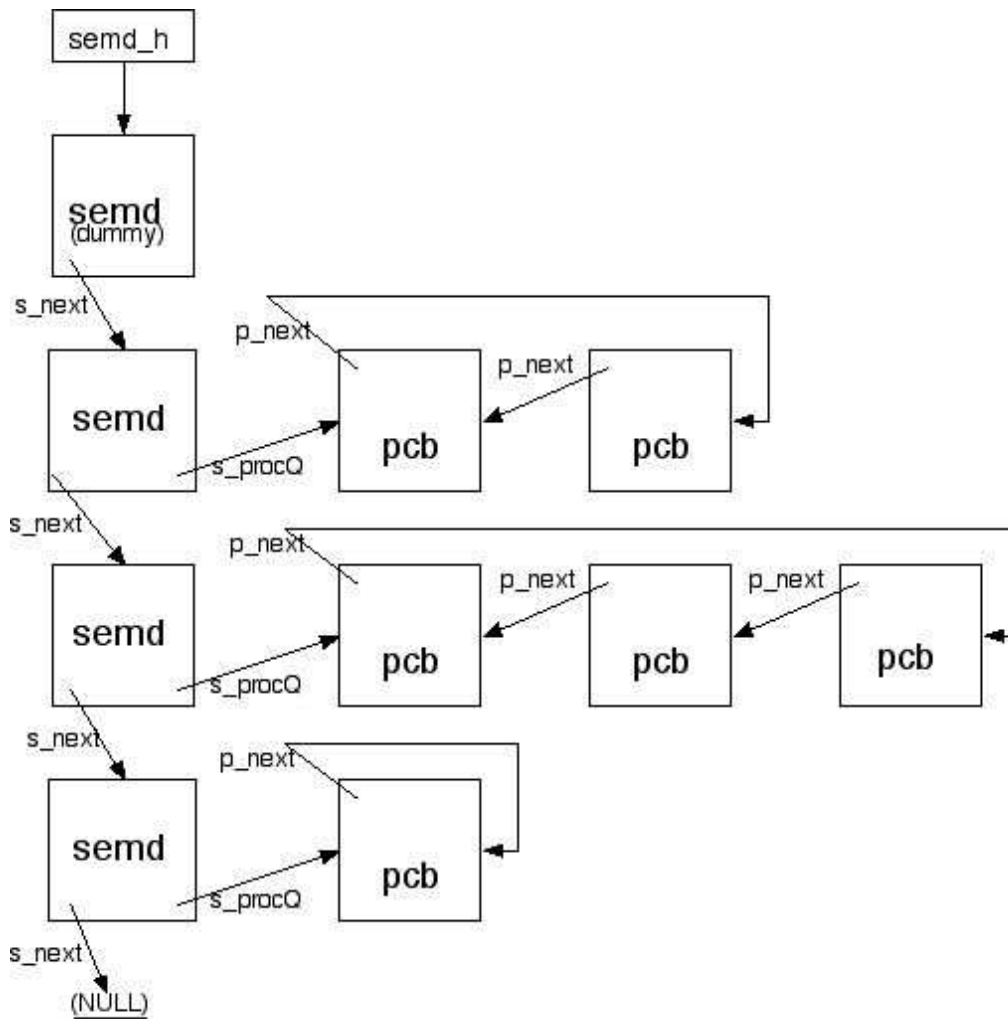 semd_h
semd
(dummy)
s_next
p_next
p_next
semd
pcb
pcb
s_procQ
s_next
p_next
p_next
p_next
semd
pcb
pcb
pcb
s_procQ
s_next
p_next
semd
pcb
s_procQ
s_next
(NULL)